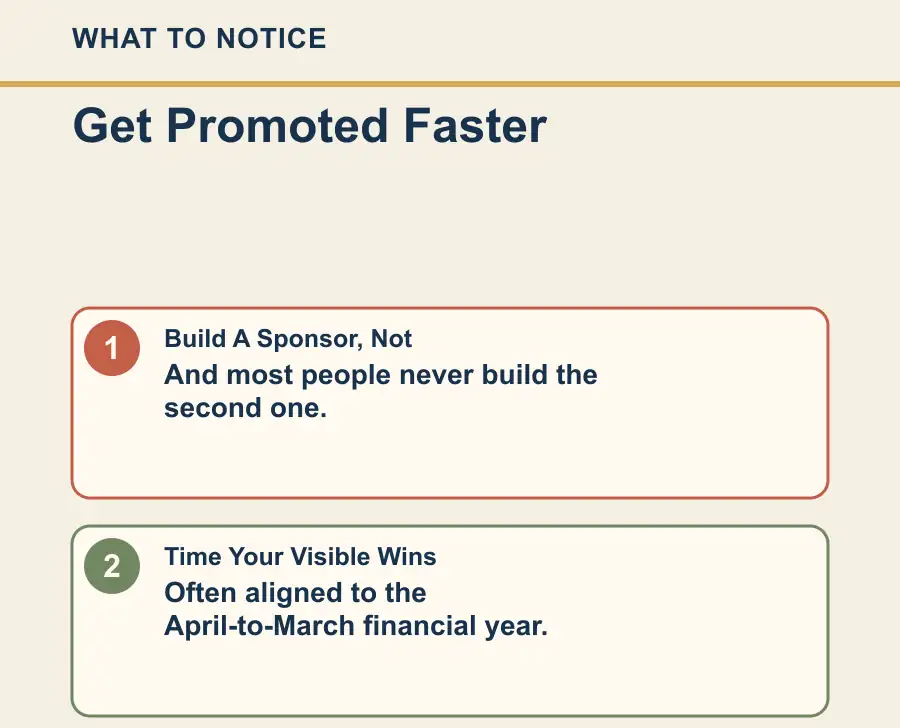 WHAT TO NOTICE
Get Promoted Faster
1
Build A Sponsor, Not
And most people never build the
second one.
2
Time Your Visible Wins
Often aligned to the
April-to-March financial year.